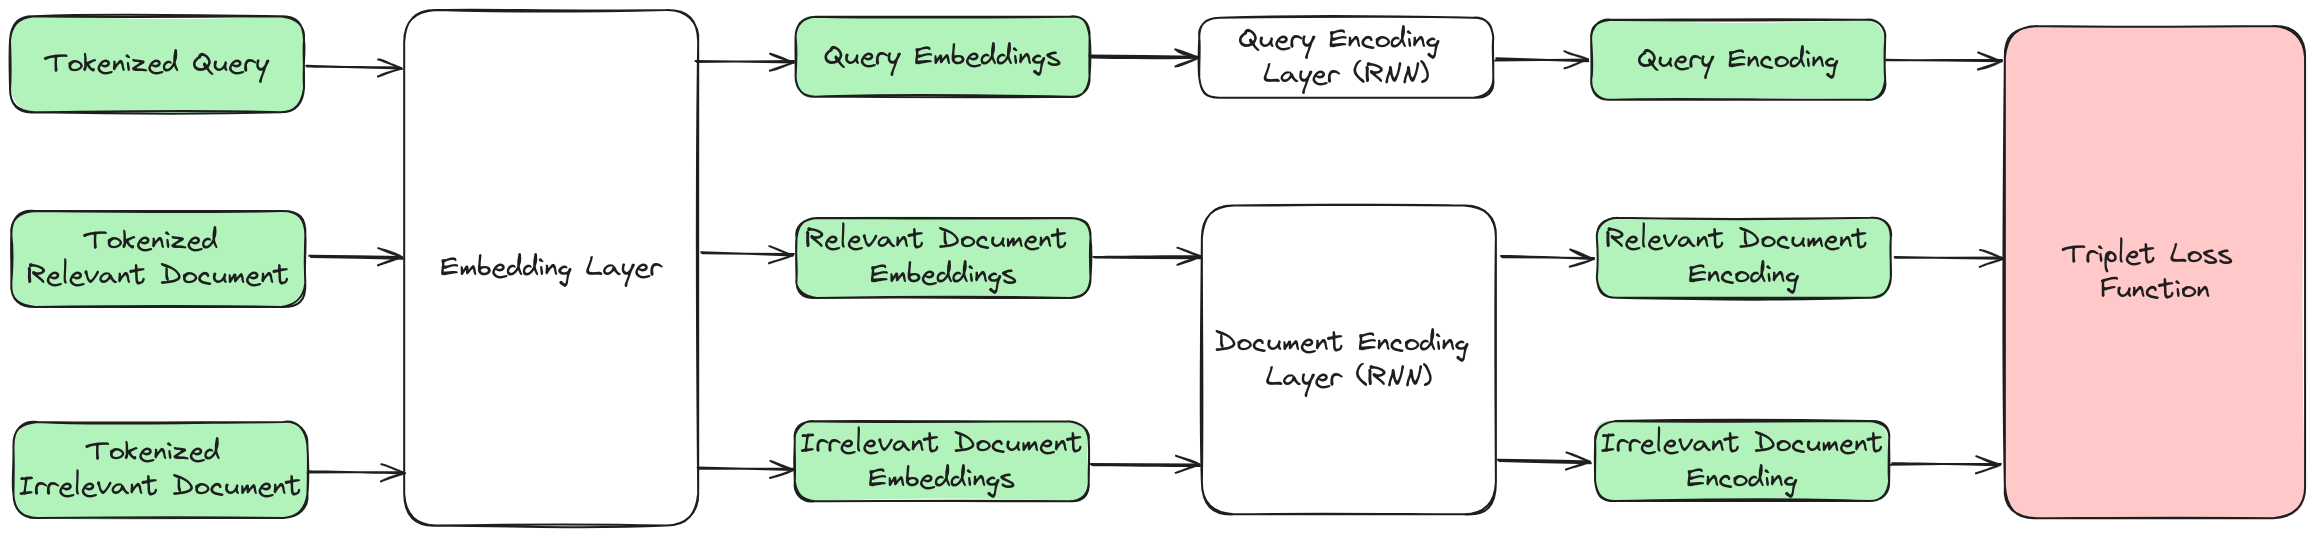 Tokenized Query
Embedding Layer
Query Embeddings
Query Encoding
Layer (RNN)
Query Encoding
Triplet Loss
Function
Tokenized
Relevant Document
Relevant Document
Embeddings
Document Encoding
Layer (RNN)
Relevant Document
Encoding
Tokenized
Irrelevant Document
Irrelevant Document
Embeddings
Irrelevant Document
Encoding